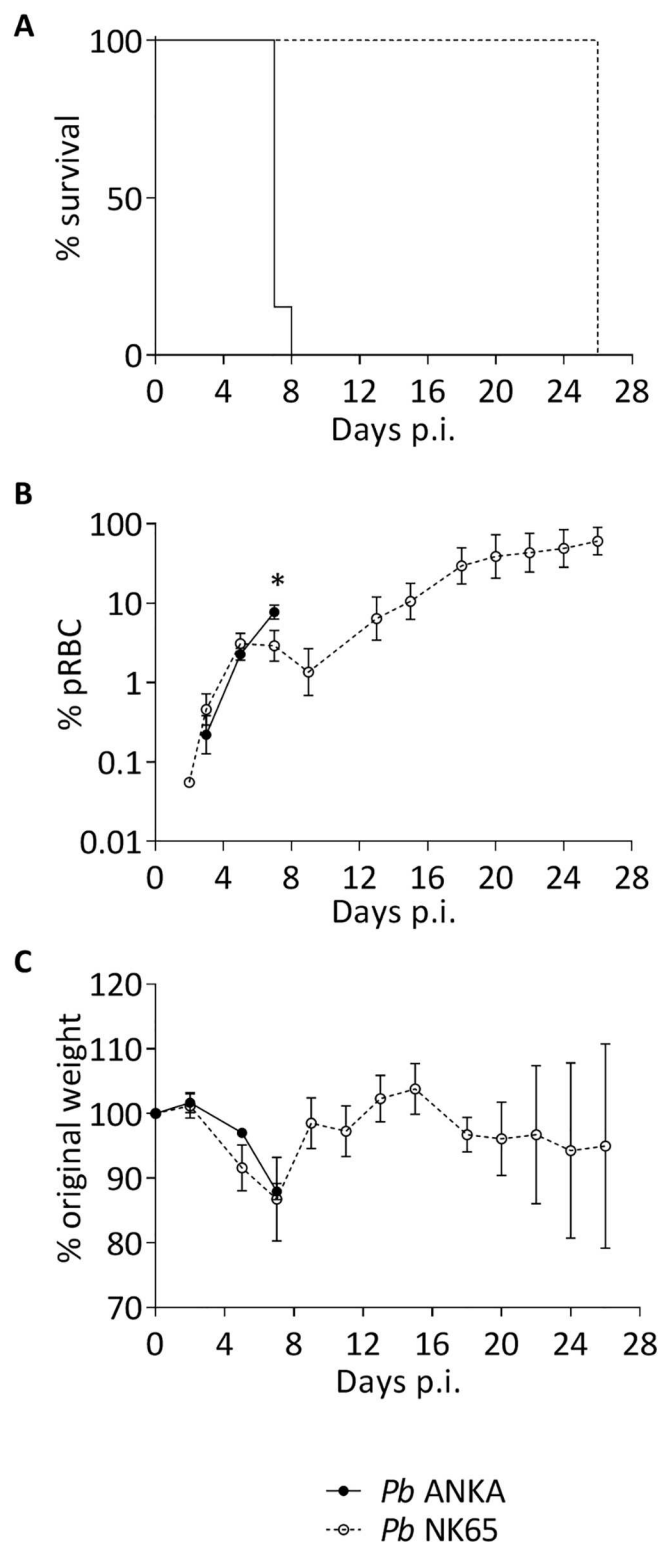 A
100
50
0
% survival
0 4 8 12 16 20 24 28
Days p.i.
B
100
10
1
0.1
0.01
% pRBC
*
0 4 8 12 16 20 24 28
Days p.i.
C
120
110
100
90
80
70
% original weight
0 4 8 12 16 20 24 28
Days p.i.
Pb ANKA
Pb NK65